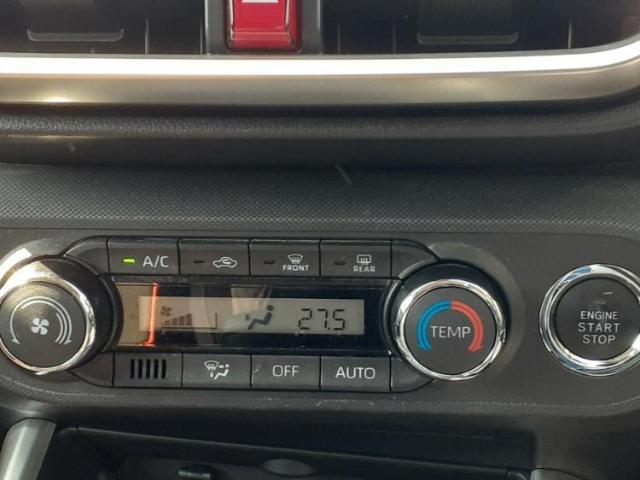 A/C
FRONT
REAR
27.5
TEMP
ENGINE
START
STOP
OFF
AUTO